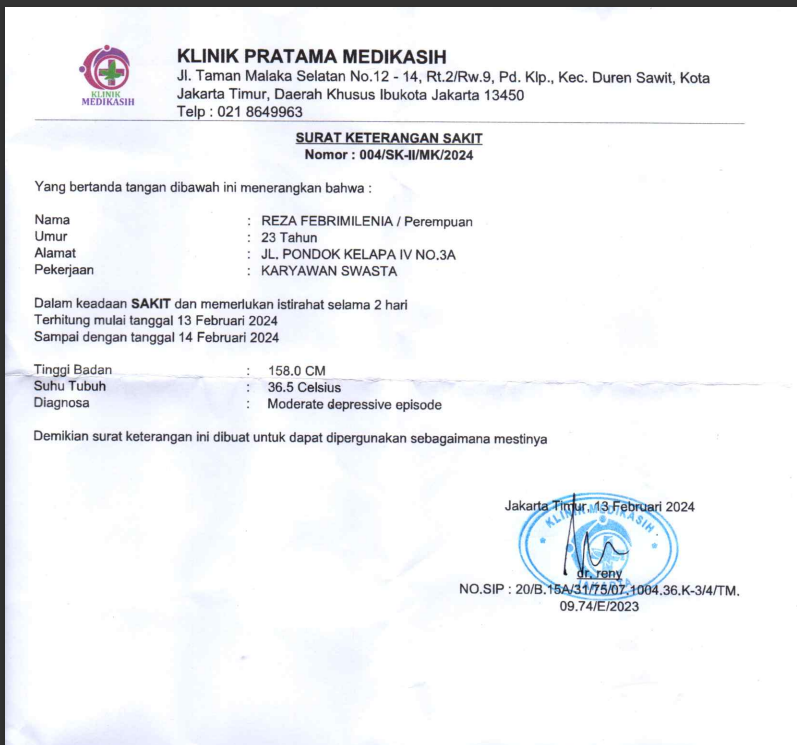 KLINIK
MEDIKASIH
KLINIK PRATAMA MEDIKASIH
Jl. Taman Malaka Selatan No.12 - 14, Rt.2/Rw.9, Pd. Klp., Kec. Duren Sawit, Kota
Jakarta Timur, Daerah Khusus Ibukota Jakarta 13450
Telp : 021 8649963
SURAT KETERANGAN SAKIT
Nomor : 004/SK-II/MK/2024
Yang bertanda tangan dibawah ini menerangkan bahwa :
Nama : REZA FEBRIMILENIA / Perempuan
Umur : 23 Tahun
Alamat : JL. PONDOK KELAPA IV NO.3A
Pekerjaan : KARYAWAN SWASTA
Dalam keadaan SAKIT dan memerlukan istirahat selama 2 hari
Terhitung mulai tanggal 13 Februari 2024
Sampai dengan tanggal 14 Februari 2024
Tinggi Badan : 158.0 CM
Suhu Tubuh : 36.5 Celsius
Diagnosa : Moderate depressive episode
Demikian surat keterangan ini dibuat untuk dapat dipergunakan sebagaimana mestinya
Jakarta Timur, 13 Februari 2024
KLINIK MEDIKASIH
JAKARTA
dr. reny
NO.SIP : 20/B.15A/31/75/07.1004.36.K-3/4/TM.
09.74/E/2023